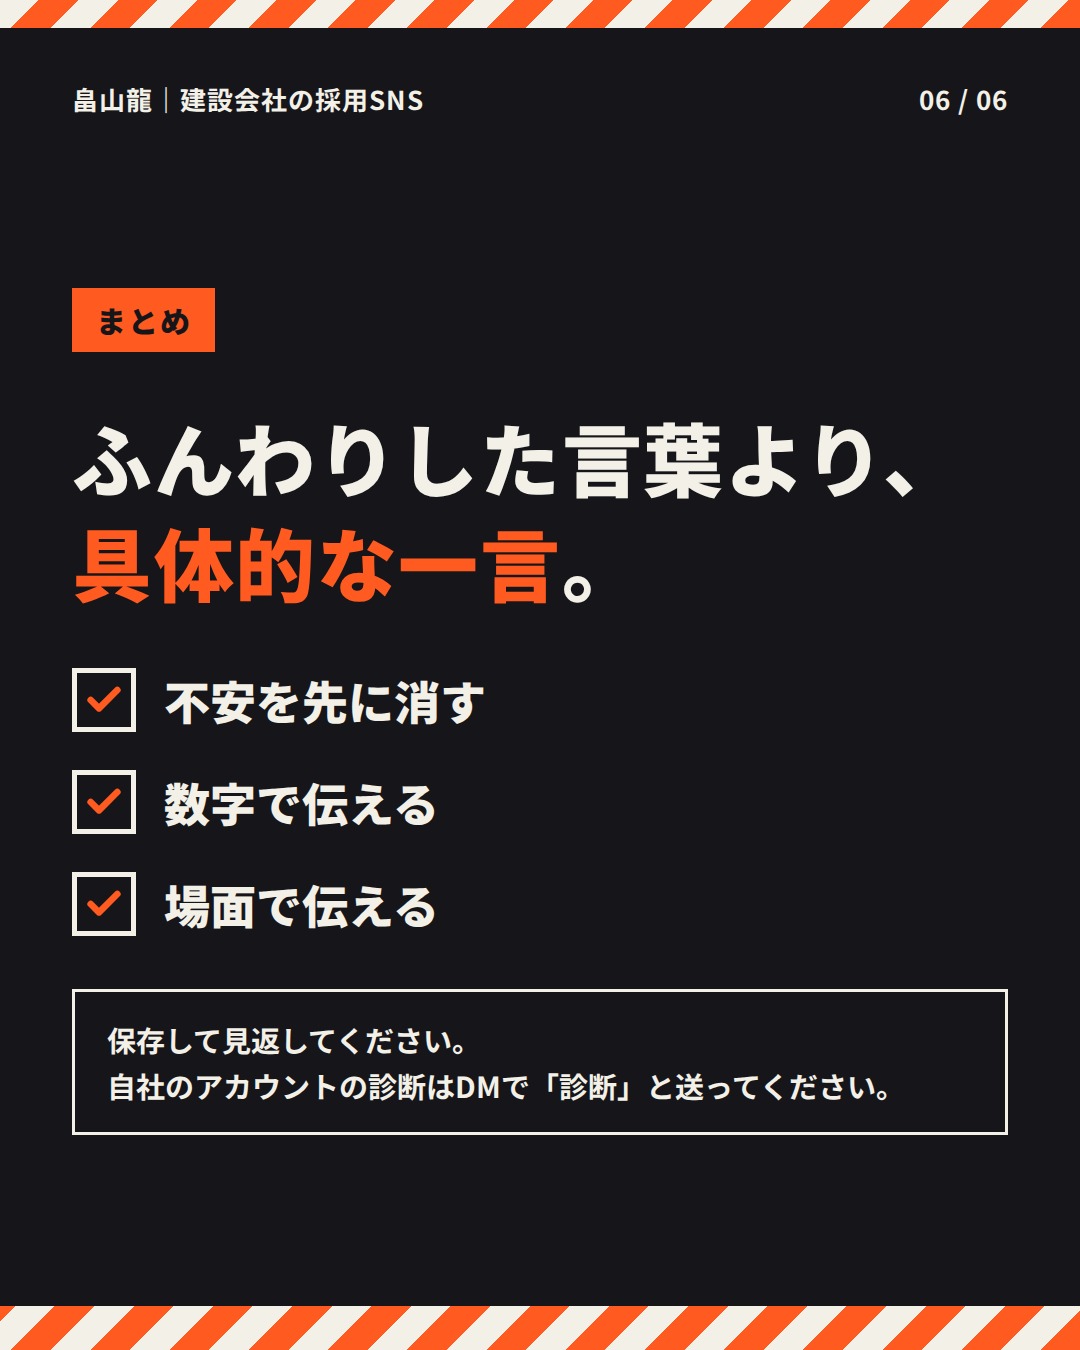 畠山龍｜建設会社の採用SNS
06 / 06
まとめ
ふんわりした言葉より、
具体的な一言。
不安を先に消す
数字で伝える
場面で伝える
保存して見返してください。
自社のアカウントの診断はDMで「診断」と送ってください。